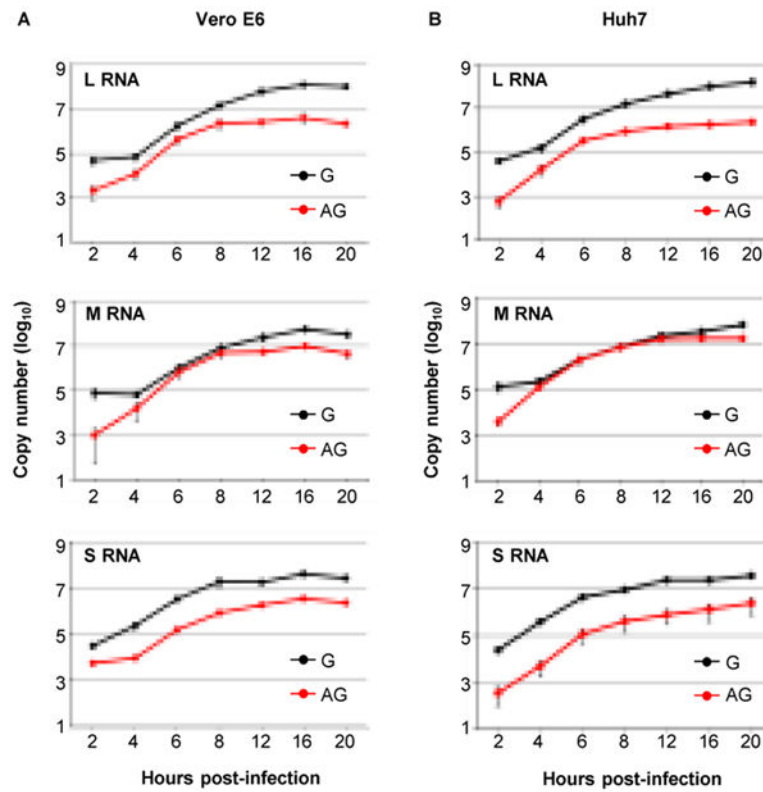 A Vero E6 B Huh7
L RNA
9
7
5
3
1
G
AG
2 4 6 8 12 16 20
L RNA
9
7
5
3
1
G
AG
2 4 6 8 12 16 20
Copy number (log10)
M RNA
9
7
5
3
1
G
AG
2 4 6 8 12 16 20
Copy number (log10)
M RNA
9
7
5
3
1
G
AG
2 4 6 8 12 16 20
S RNA
9
7
5
3
1
G
AG
2 4 6 8 12 16 20
S RNA
9
7
5
3
1
G
AG
2 4 6 8 12 16 20
Hours post-infection Hours post-infection